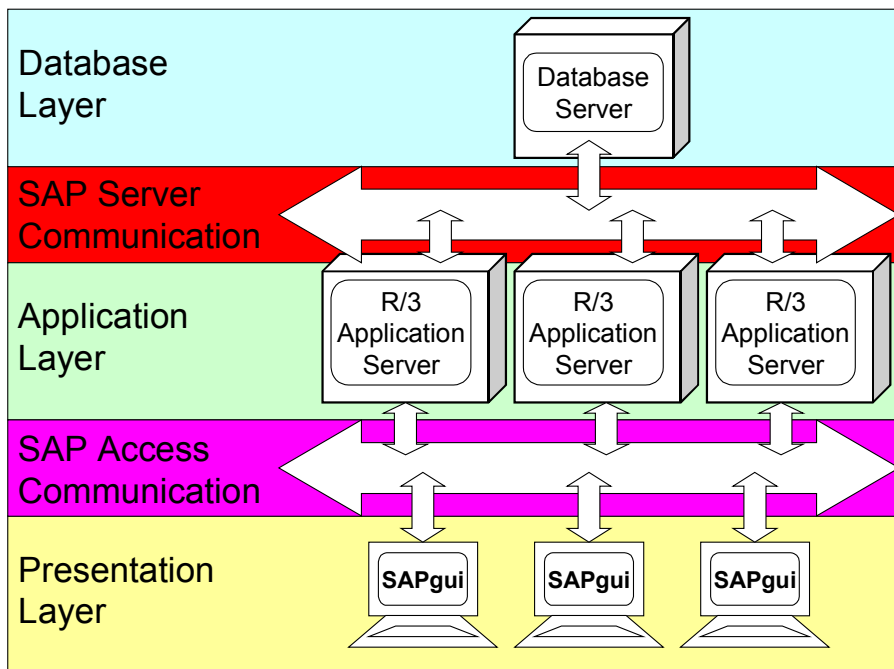 Database
Layer
Database
Server
SAP Server
Communication
Application
Layer
R/3
Application
Server
R/3
Application
Server
R/3
Application
Server
SAP Access
Communication
Presentation
Layer
SAPgui
SAPgui
SAPgui